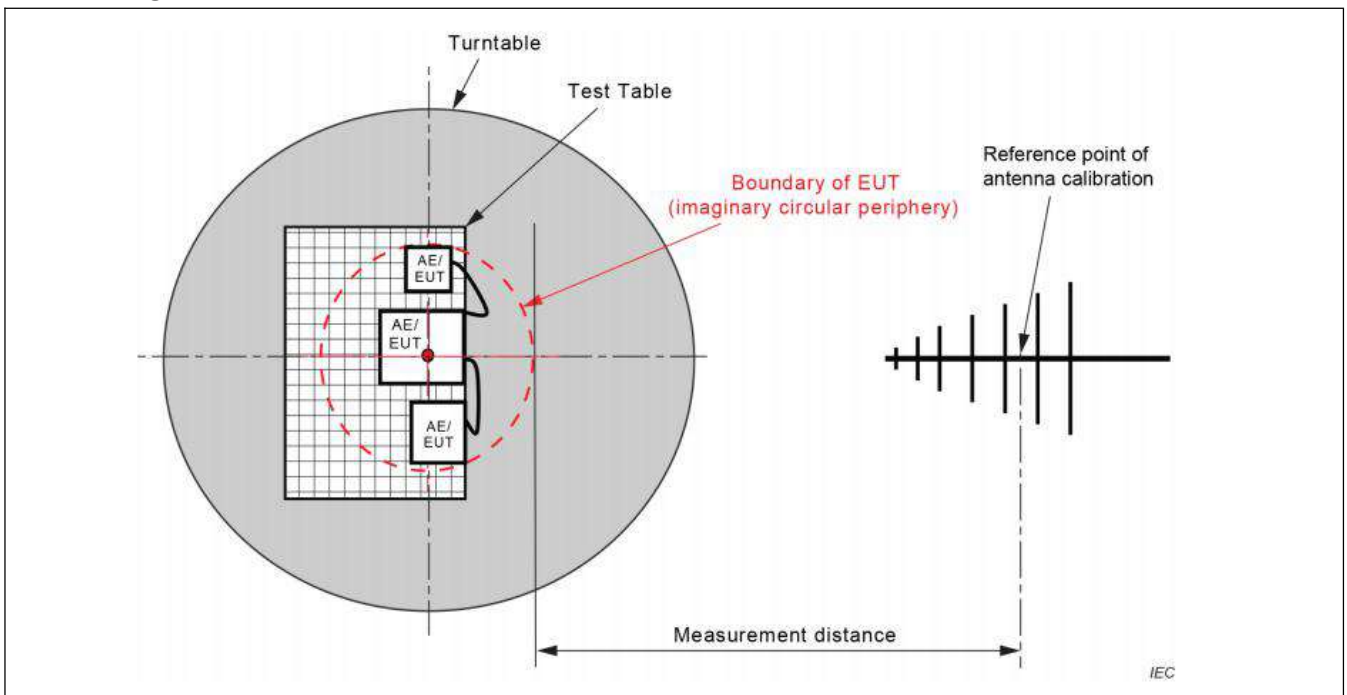 Turntable
Test Table
Boundary of EUT
(imaginary circular periphery)
Reference point of
antenna calibration
AE/
EUT
AE/
EUT
AE/
EUT
Measurement distance
IEC